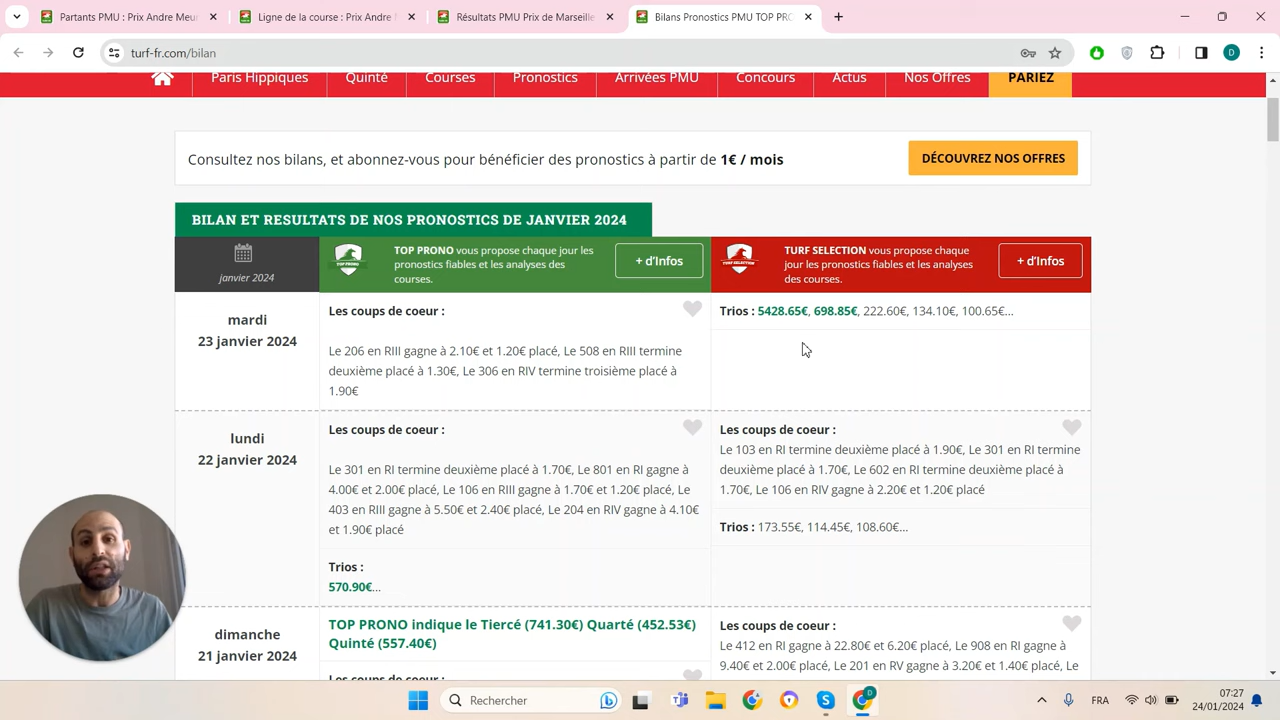 Partants PMU : Prix Andre Meur
Ligne de la course : Prix Andre M
Résultats PMU Prix de Marseille
Bilans Pronostics PMU TOP PRO
turf-fr.com/bilan
D
Paris Hippiques
Quinté
Courses
Pronostics
Arrivées PMU
Concours
Actus
Nos Offres
PARIEZ
Consultez nos bilans, et abonnez-vous pour bénéficier des pronostics à partir de 1€ / mois
DÉCOUVREZ NOS OFFRES
BILAN ET RESULTATS DE NOS PRONOSTICS DE JANVIER 2024
janvier 2024
TOP PRONO
TOP PRONO vous propose chaque jour les
pronostics fiables et les analyses des
courses.
+ d'Infos
TURF SELECTION
TURF SELECTION vous propose chaque
jour les pronostics fiables et les analyses
des courses.
+ d'Infos
mardi
23 janvier 2024
Les coups de coeur :
Le 206 en RIII gagne à 2.10€ et 1.20€ placé, Le 508 en RIII termine
deuxième placé à 1.30€, Le 306 en RIV termine troisième placé à
1.90€
Trios : 5428.65€, 698.85€, 222.60€, 134.10€, 100.65€...
lundi
22 janvier 2024
Les coups de coeur :
Le 301 en RI termine deuxième placé à 1.70€, Le 801 en RI gagne à
4.00€ et 2.00€ placé, Le 106 en RIII gagne à 1.70€ et 1.20€ placé, Le
403 en RIII gagne à 5.50€ et 2.40€ placé, Le 204 en RIV gagne à 4.10€
et 1.90€ placé
Trios :
570.90€...
Les coups de coeur :
Le 103 en RI termine deuxième placé à 1.90€, Le 301 en RI termine
deuxième placé à 1.70€, Le 602 en RI termine deuxième placé à
1.70€, Le 106 en RIV gagne à 2.20€ et 1.20€ placé
Trios : 173.55€, 114.45€, 108.60€...
dimanche
21 janvier 2024
TOP PRONO indique le Tiercé (741.30€) Quarté (452.53€)
Quinté (557.40€)
Les coups de coeur :
Les coups de coeur :
Le 412 en RI gagne à 22.80€ et 6.20€ placé, Le 908 en RI gagne à
9.40€ et 2.00€ placé, Le 201 en RV gagne à 3.20€ et 1.40€ placé, Le
Rechercher
FRA
07:27
24/01/2024